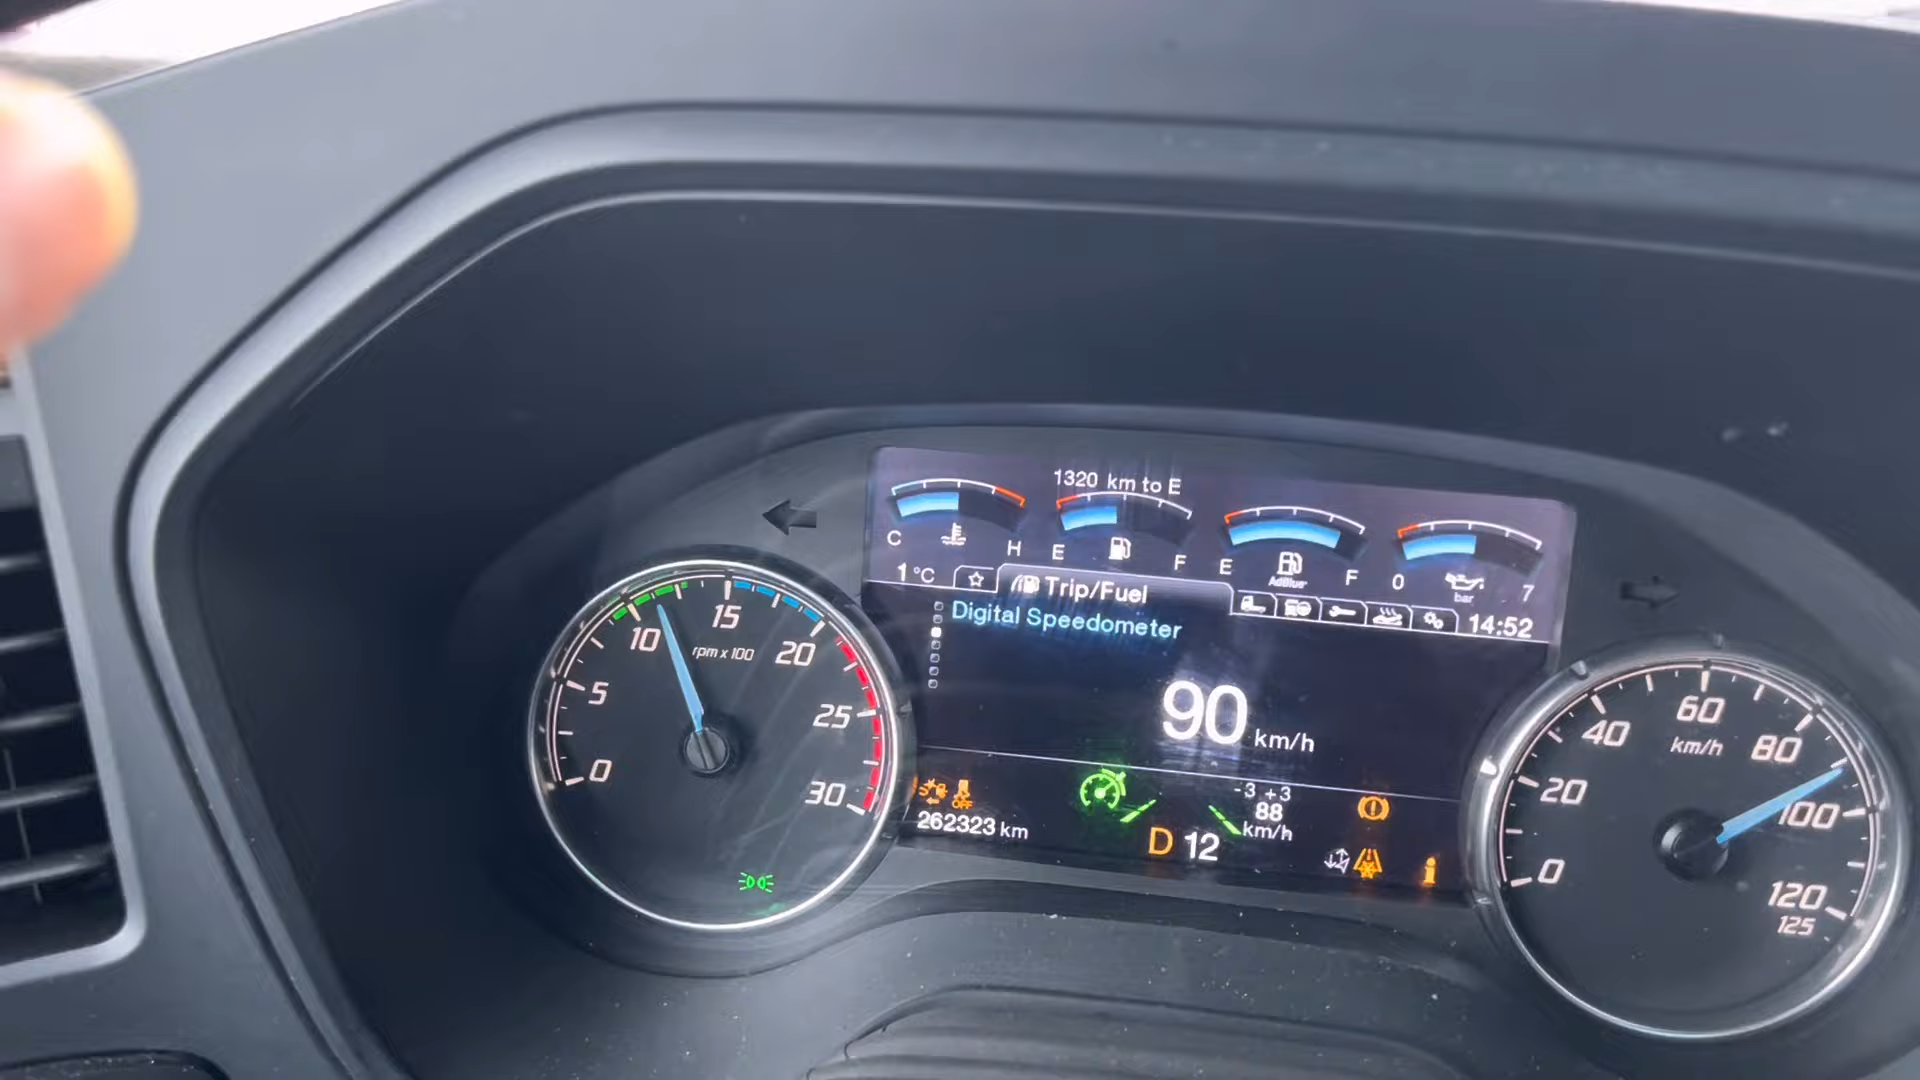 1320 km to E
C H
E F
E AdBlue F
0 bar 7
1 °C
Trip/Fuel
14:52
Digital Speedometer
90 km/h
0
5
10
15
20
25
30
rpm x 100
0
20
40
60
80
100
120
125
km/h
OFF
262323 km
D 12
-3 +3
88
km/h